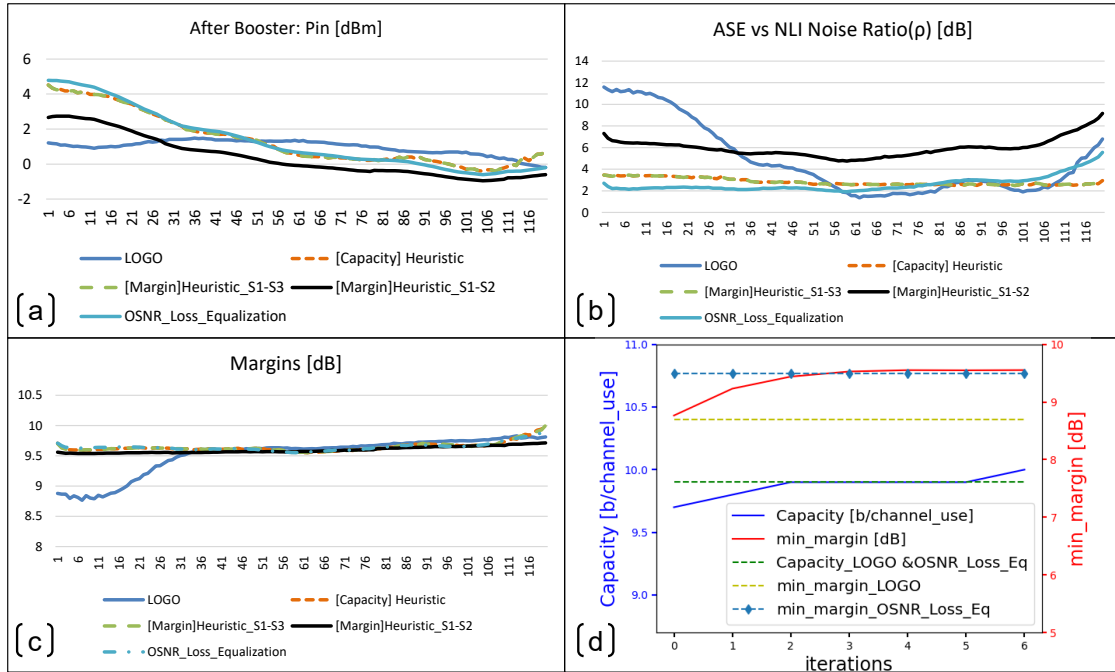 After Booster: Pin [dBm]
6
4
2
0
-2
1 6 11 16 21 26 31 36 41 46 51 56 61 66 71 76 81 86 91 96 101 106 111 116
LOGO
[Capacity] Heuristic
[Margin]Heuristic_S1-S3
[Margin]Heuristic_S1-S2
OSNR_Loss_Equalization
[a]
ASE vs NLI Noise Ratio(ρ) [dB]
14
12
10
8
6
4
2
0
1 6 11 16 21 26 31 36 41 46 51 56 61 66 71 76 81 86 91 96 101 106 111 116
LOGO
[Capacity] Heuristic
[Margin]Heuristic_S1-S3
[Margin]Heuristic_S1-S2
OSNR_Loss_Equalization
[b]
Margins [dB]
10.5
10
9.5
9
8.5
8
1 6 11 16 21 26 31 36 41 46 51 56 61 66 71 76 81 86 91 96 101 106 111 116
LOGO
[Capacity] Heuristic
[Margin]Heuristic_S1-S3
[Margin]Heuristic_S1-S2
OSNR_Loss_Equalization
[c]
Capacity [b/channel_use]
11.0
10.5
10.0
9.5
9.0
10
9
8
7
6
5
min_margin [dB]
Capacity [b/channel_use]
min_margin [dB]
Capacity_LOGO &OSNR_Loss_Eq
min_margin_LOGO
min_margin_OSNR_Loss_Eq
0 1 2 3 4 5 6
iterations
[d]